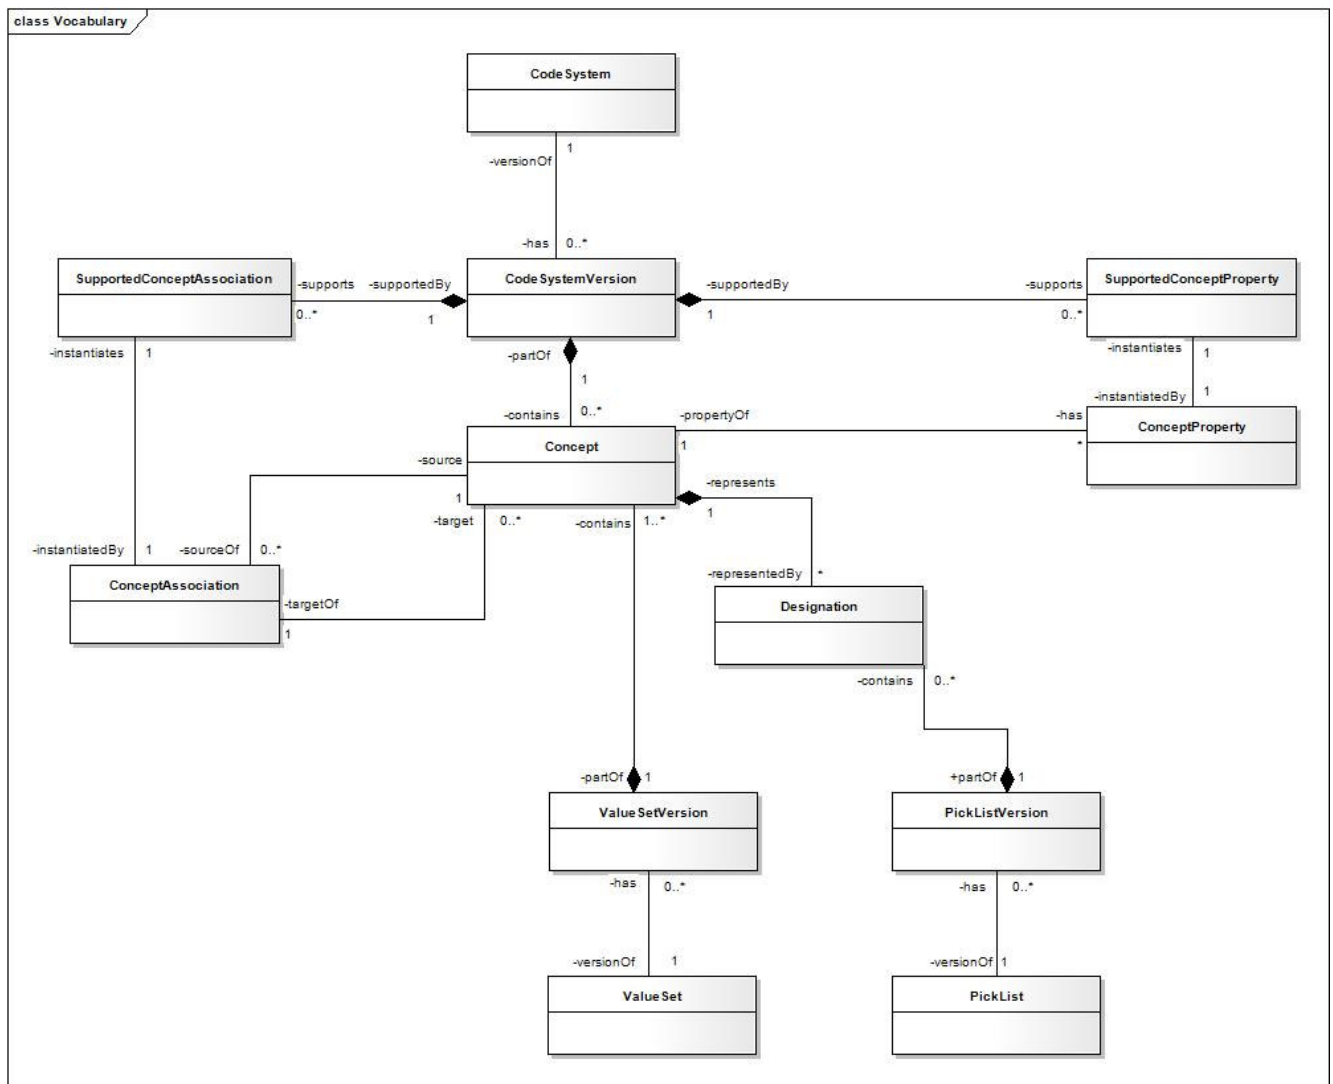 class Vocabulary
CodeSystem
1
-versionOf
-has 0..*
SupportedConceptAssociation
-supports -supportedBy
0..* 1
CodeSystemVersion
-supportedBy -supports
1 0..*
SupportedConceptProperty
-instantiates 1
-partOf
1
-instantiates 1
-contains 0..*
-instantiatedBy 1
-propertyOf -has
1 *
Concept
ConceptProperty
-source
1
-target 0..*
-contains 1..*
-represents
1
-instantiatedBy 1
-sourceOf 0..*
-representedBy *
ConceptAssociation
-targetOf
1
Designation
-contains 0..*
-partOf 1
+partOf 1
ValueSetVersion
PickListVersion
-has 0..*
-has 0..*
-versionOf 1
-versionOf 1
ValueSet
PickList